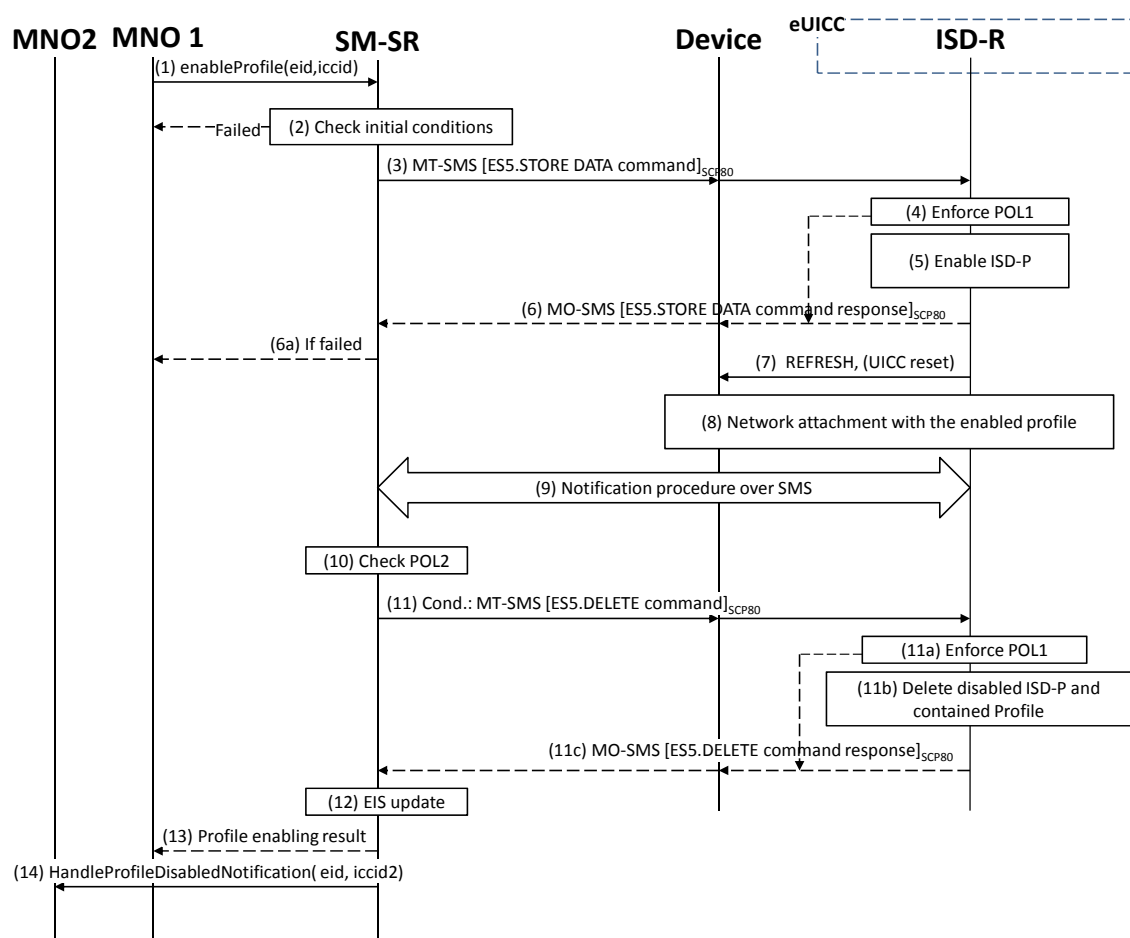 eUICC
MNO2 MNO 1 SM-SR Device ISD-R
(1) enableProfile(eid,iccid)
Failed
(2) Check initial conditions
(3) MT-SMS [ES5.STORE DATA command]SCP80
(4) Enforce POL1
(5) Enable ISD-P
(6) MO-SMS [ES5.STORE DATA command response]SCP80
(6a) If failed
(7) REFRESH, (UICC reset)
(8) Network attachment with the enabled profile
(9) Notification procedure over SMS
(10) Check POL2
(11) Cond.: MT-SMS [ES5.DELETE command]SCP80
(11a) Enforce POL1
(11b) Delete disabled ISD-P and
contained Profile
(11c) MO-SMS [ES5.DELETE command response]SCP80
(12) EIS update
(13) Profile enabling result
(14) HandleProfileDisabledNotification( eid, iccid2)